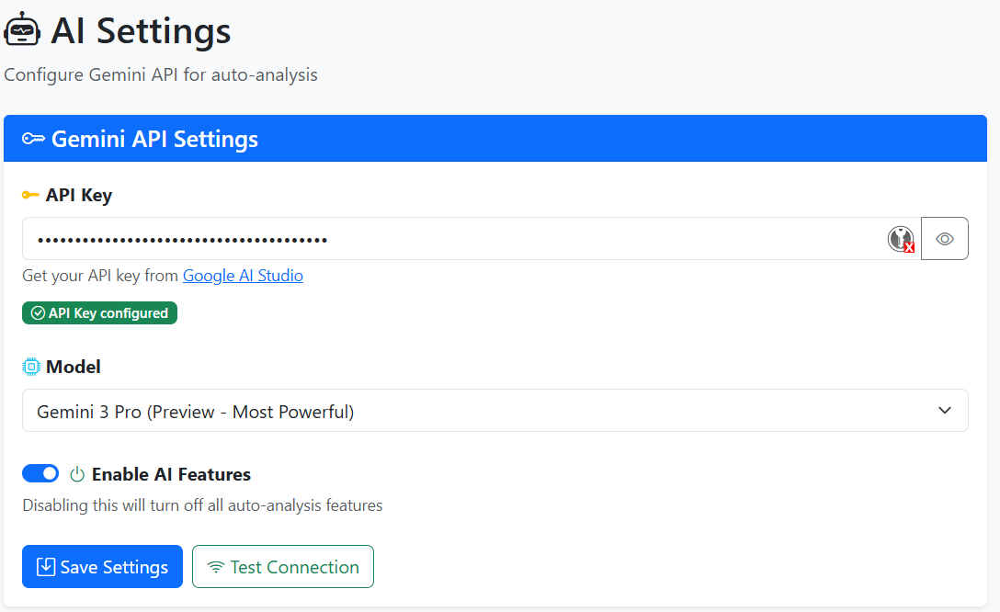 AI Settings
Configure Gemini API for auto-analysis
Gemini API Settings
API Key
•••••••••••••••••••••••••••••••••••••••
Get your API key from Google AI Studio
API Key configured
Model
Gemini 3 Pro (Preview - Most Powerful)
Enable AI Features
Disabling this will turn off all auto-analysis features
Save Settings
Test Connection